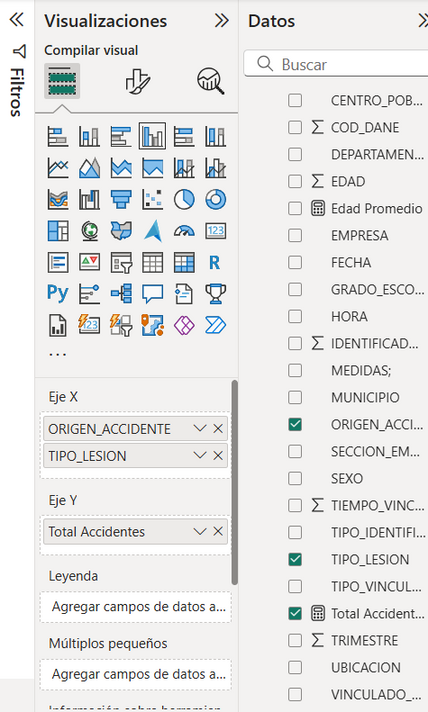 Visualizaciones
Datos
Filtros
Compilar visual
Buscar
123
R
Py
123
...
Eje X
ORIGEN_ACCIDENTE
TIPO_LESION
Eje Y
Total Accidentes
Leyenda
Agregar campos de datos a...
Múltiplos pequeños
Agregar campos de datos a...
CENTRO_POB...
COD_DANE
DEPARTAMEN...
EDAD
Edad Promedio
EMPRESA
FECHA
GRADO_ESCO...
HORA
IDENTIFICAD...
MEDIDAS;
MUNICIPIO
ORIGEN_ACCI...
SECCION_EM...
SEXO
TIEMPO_VINC...
TIPO_IDENTIFI...
TIPO_LESION
TIPO_VINCUL...
Total Accident...
TRIMESTRE
UBICACION
VINCULADO_...